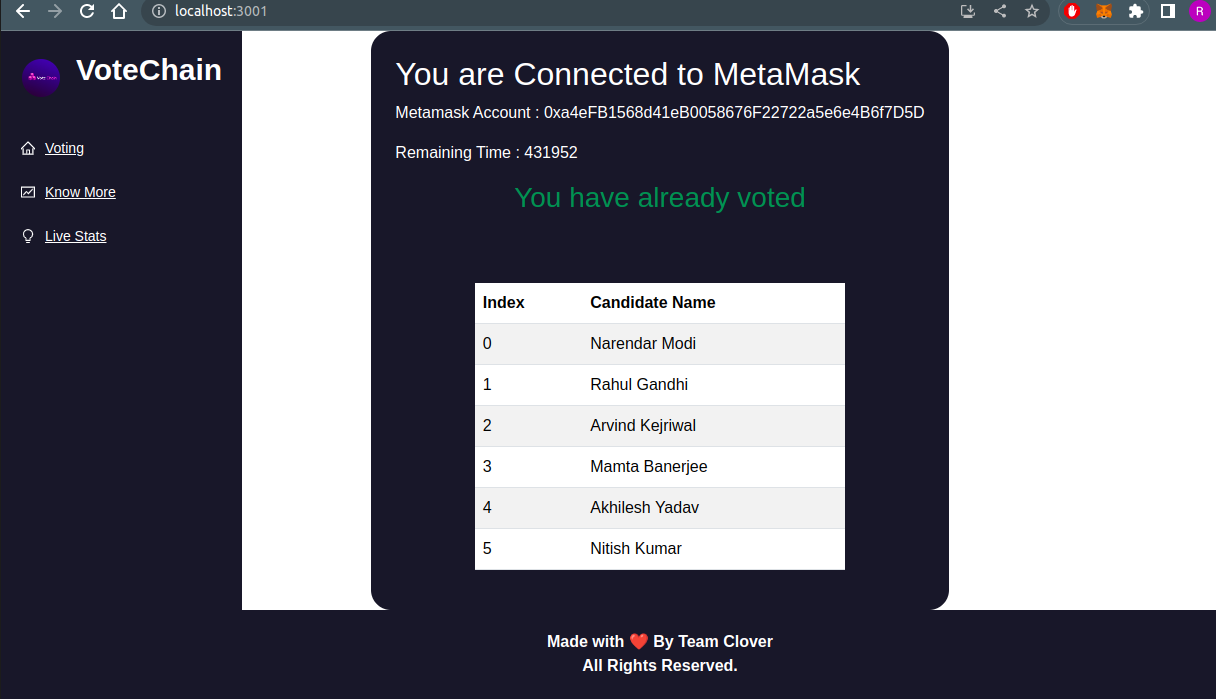 localhost:3001
R
VoteChain
Voting
Know More
Live Stats
You are Connected to MetaMask
Metamask Account : 0xa4eFB1568d41eB0058676F22722a5e6e4B6f7D5D
Remaining Time : 431952
You have already voted
Index Candidate Name
0 Narendar Modi
1 Rahul Gandhi
2 Arvind Kejriwal
3 Mamta Banerjee
4 Akhilesh Yadav
5 Nitish Kumar
Made with ❤️ By Team Clover
All Rights Reserved.